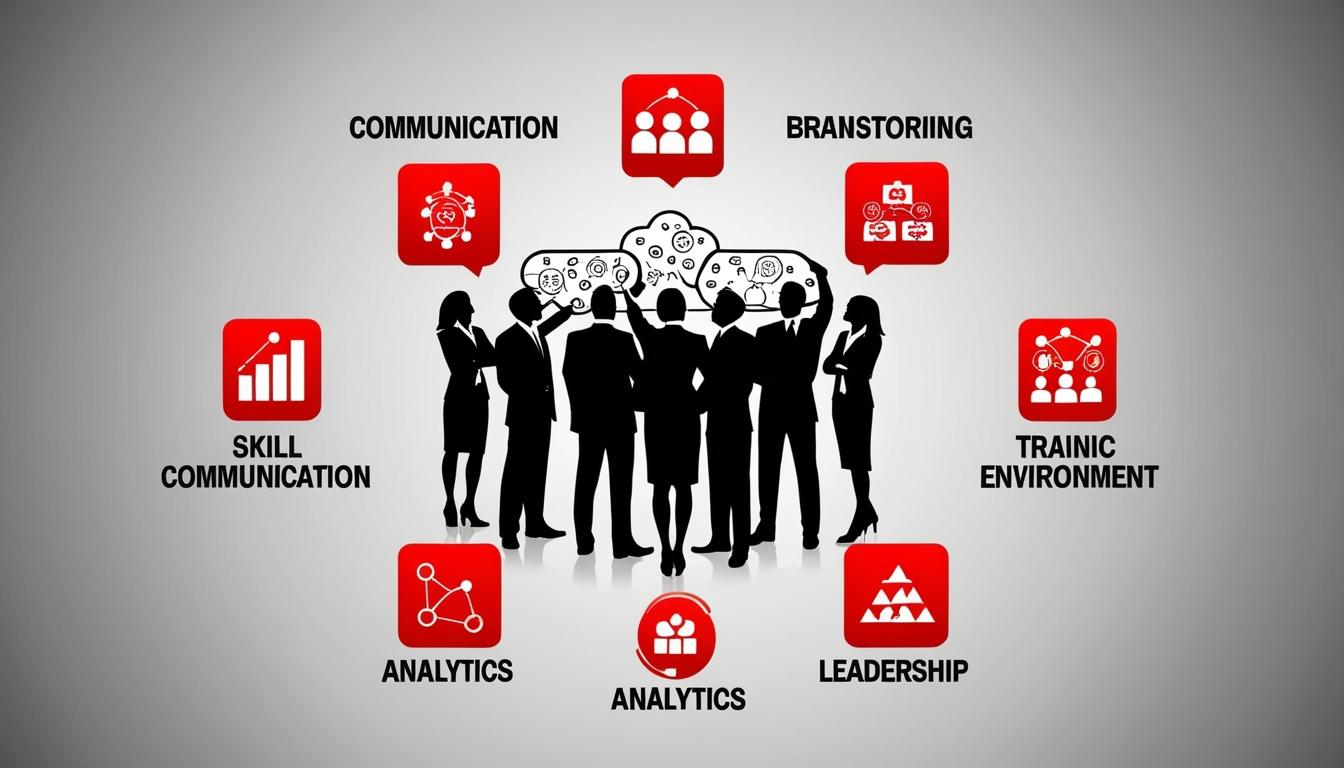 COMMUNICATION
BRANSTORIING
SKILL
COMMUNICATION
TRAINIC
ENVIRONMENT
ANALYTICS
ANALYTICS
LEADERSHIP